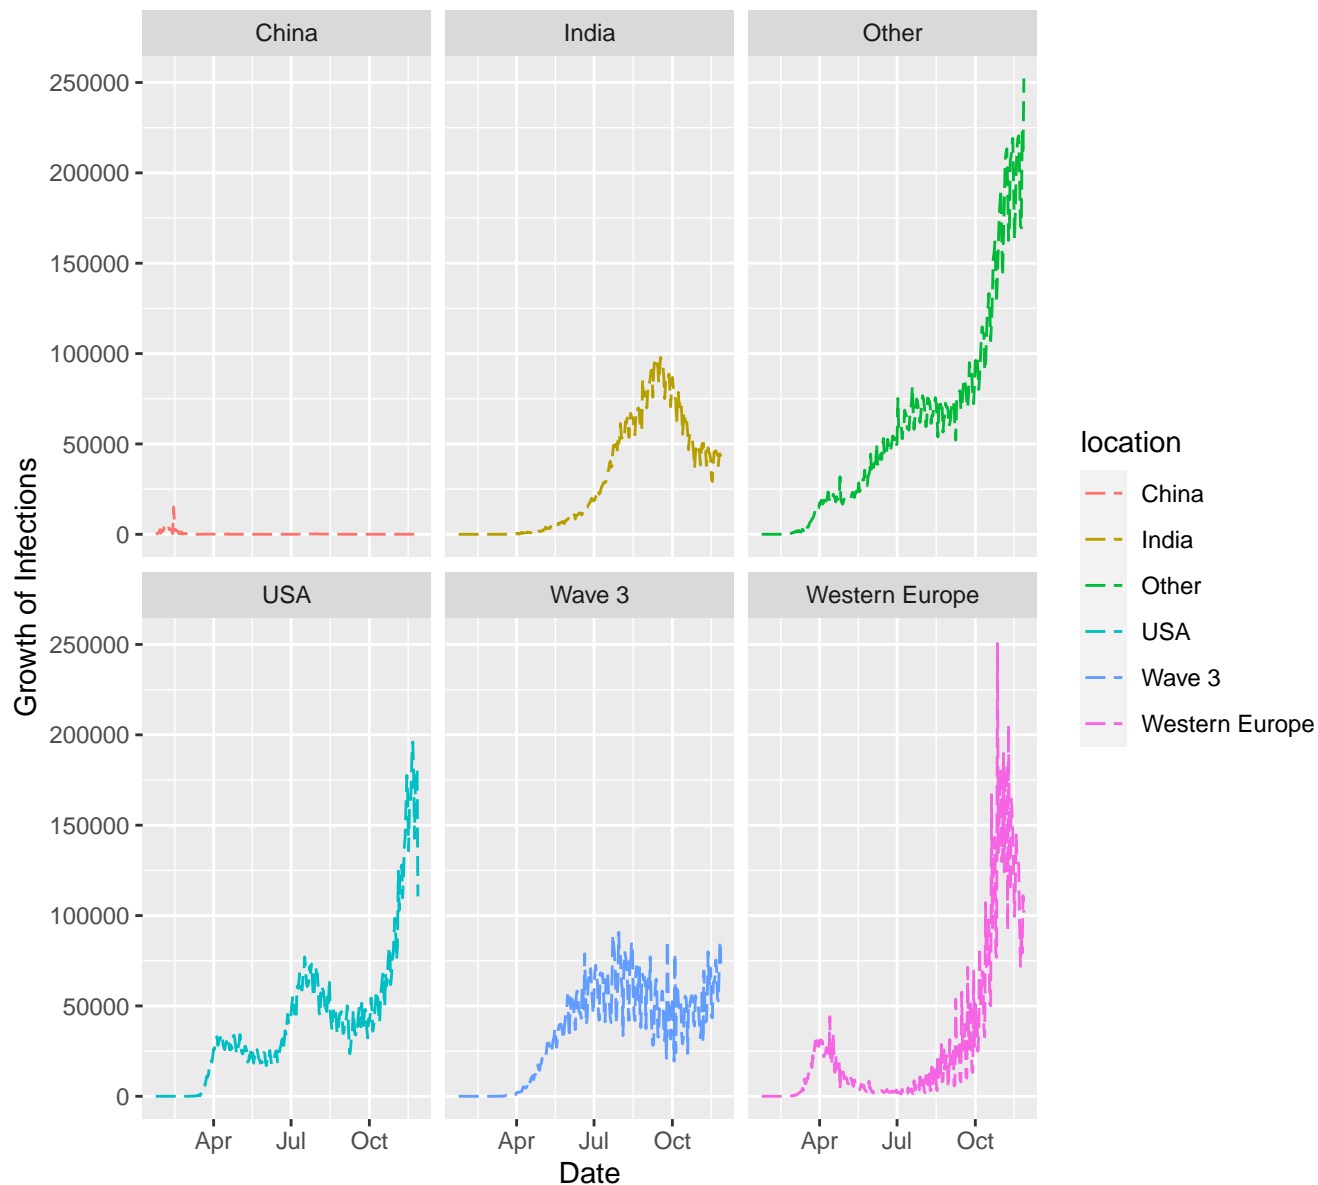 China India Other
250000
200000
150000
100000
50000
0
USA Wave 3 Western Europe
250000
200000
150000
100000
50000
0
Apr Jul Oct Apr Jul Oct Apr Jul Oct
Date
Growth of Infections
location
China
India
Other
USA
Wave 3
Western Europe